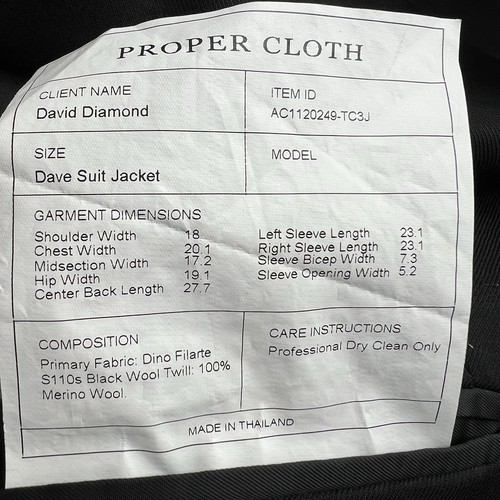 PROPER CLOTH
CLIENT NAME
David Diamond
ITEM ID
AC1120249-TC3J
SIZE
Dave Suit Jacket
MODEL
GARMENT DIMENSIONS
Shoulder Width 18
Chest Width 20.1
Midsection Width 17.2
Hip Width 19.1
Center Back Length 27.7
Left Sleeve Length 23.1
Right Sleeve Length 23.1
Sleeve Bicep Width 7.3
Sleeve Opening Width 5.2
COMPOSITION
Primary Fabric: Dino Filarte
S110s Black Wool Twill: 100%
Merino Wool.
CARE INSTRUCTIONS
Professional Dry Clean Only
MADE IN THAILAND